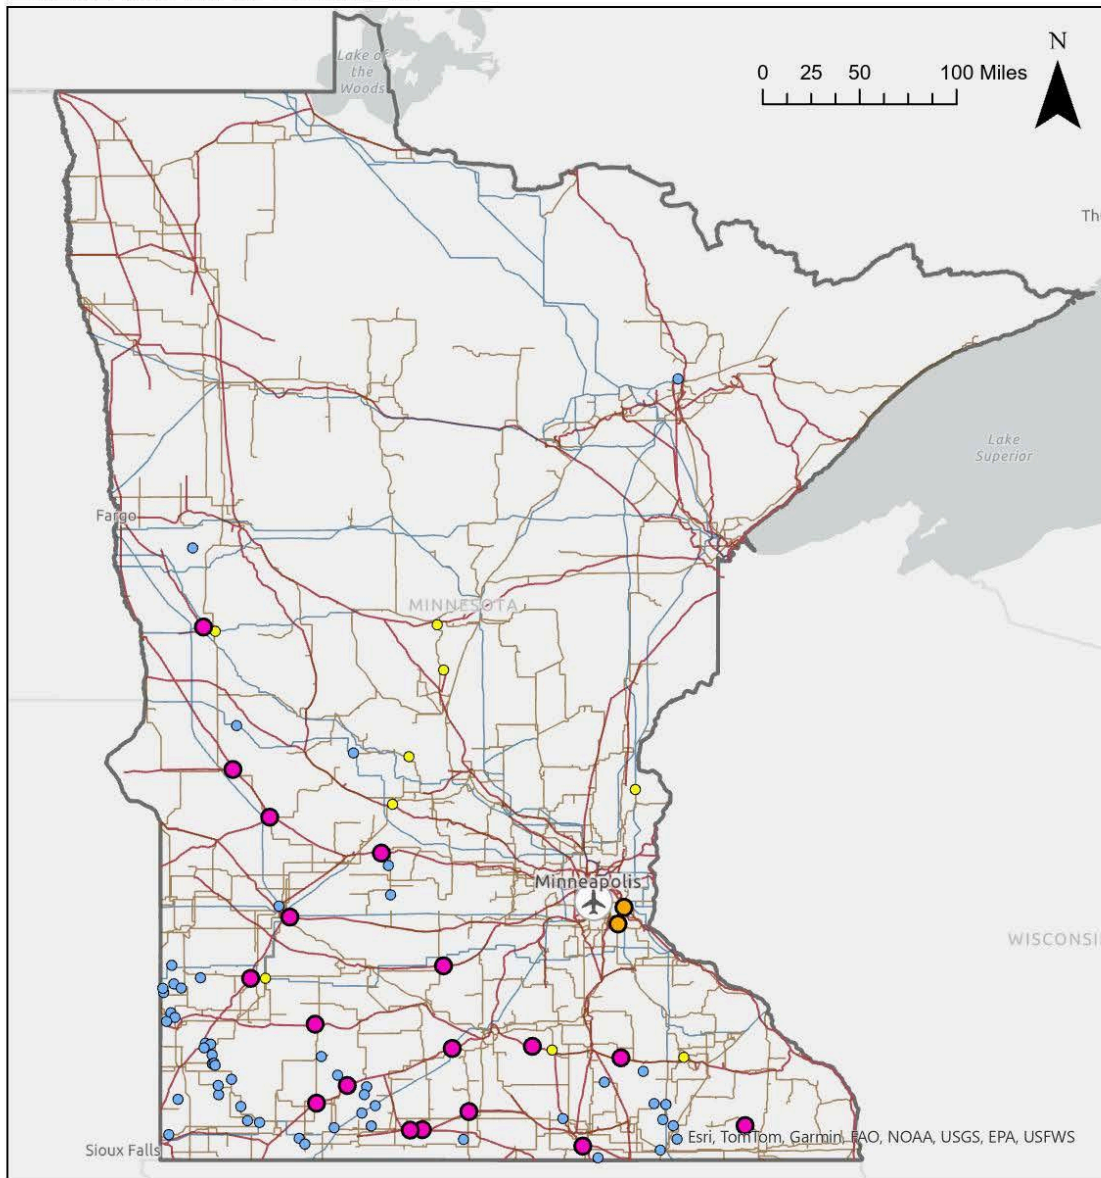 Lake of
the
Woods
N
0 25 50 100 Miles
Th
Lake
Superior
Fargo
MINNESOTA
Minneapolis
WISCONSI
Sioux Falls
Esri, TomTom, Garmin, FAO, NOAA, USGS, EPA, USFWS